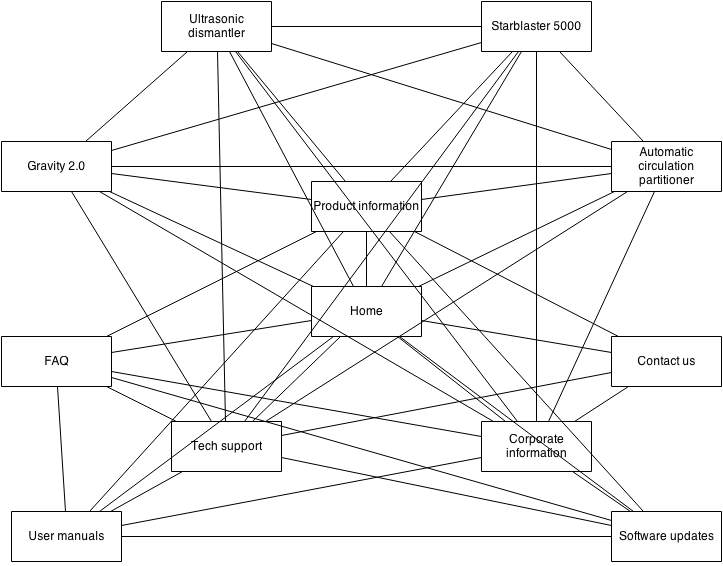 Ultrasonic
dismantler
Starblaster 5000
Gravity 2.0
Automatic
circulation
partitioner
Product information
Home
FAQ
Contact us
Tech support
Corporate
information
User manuals
Software updates